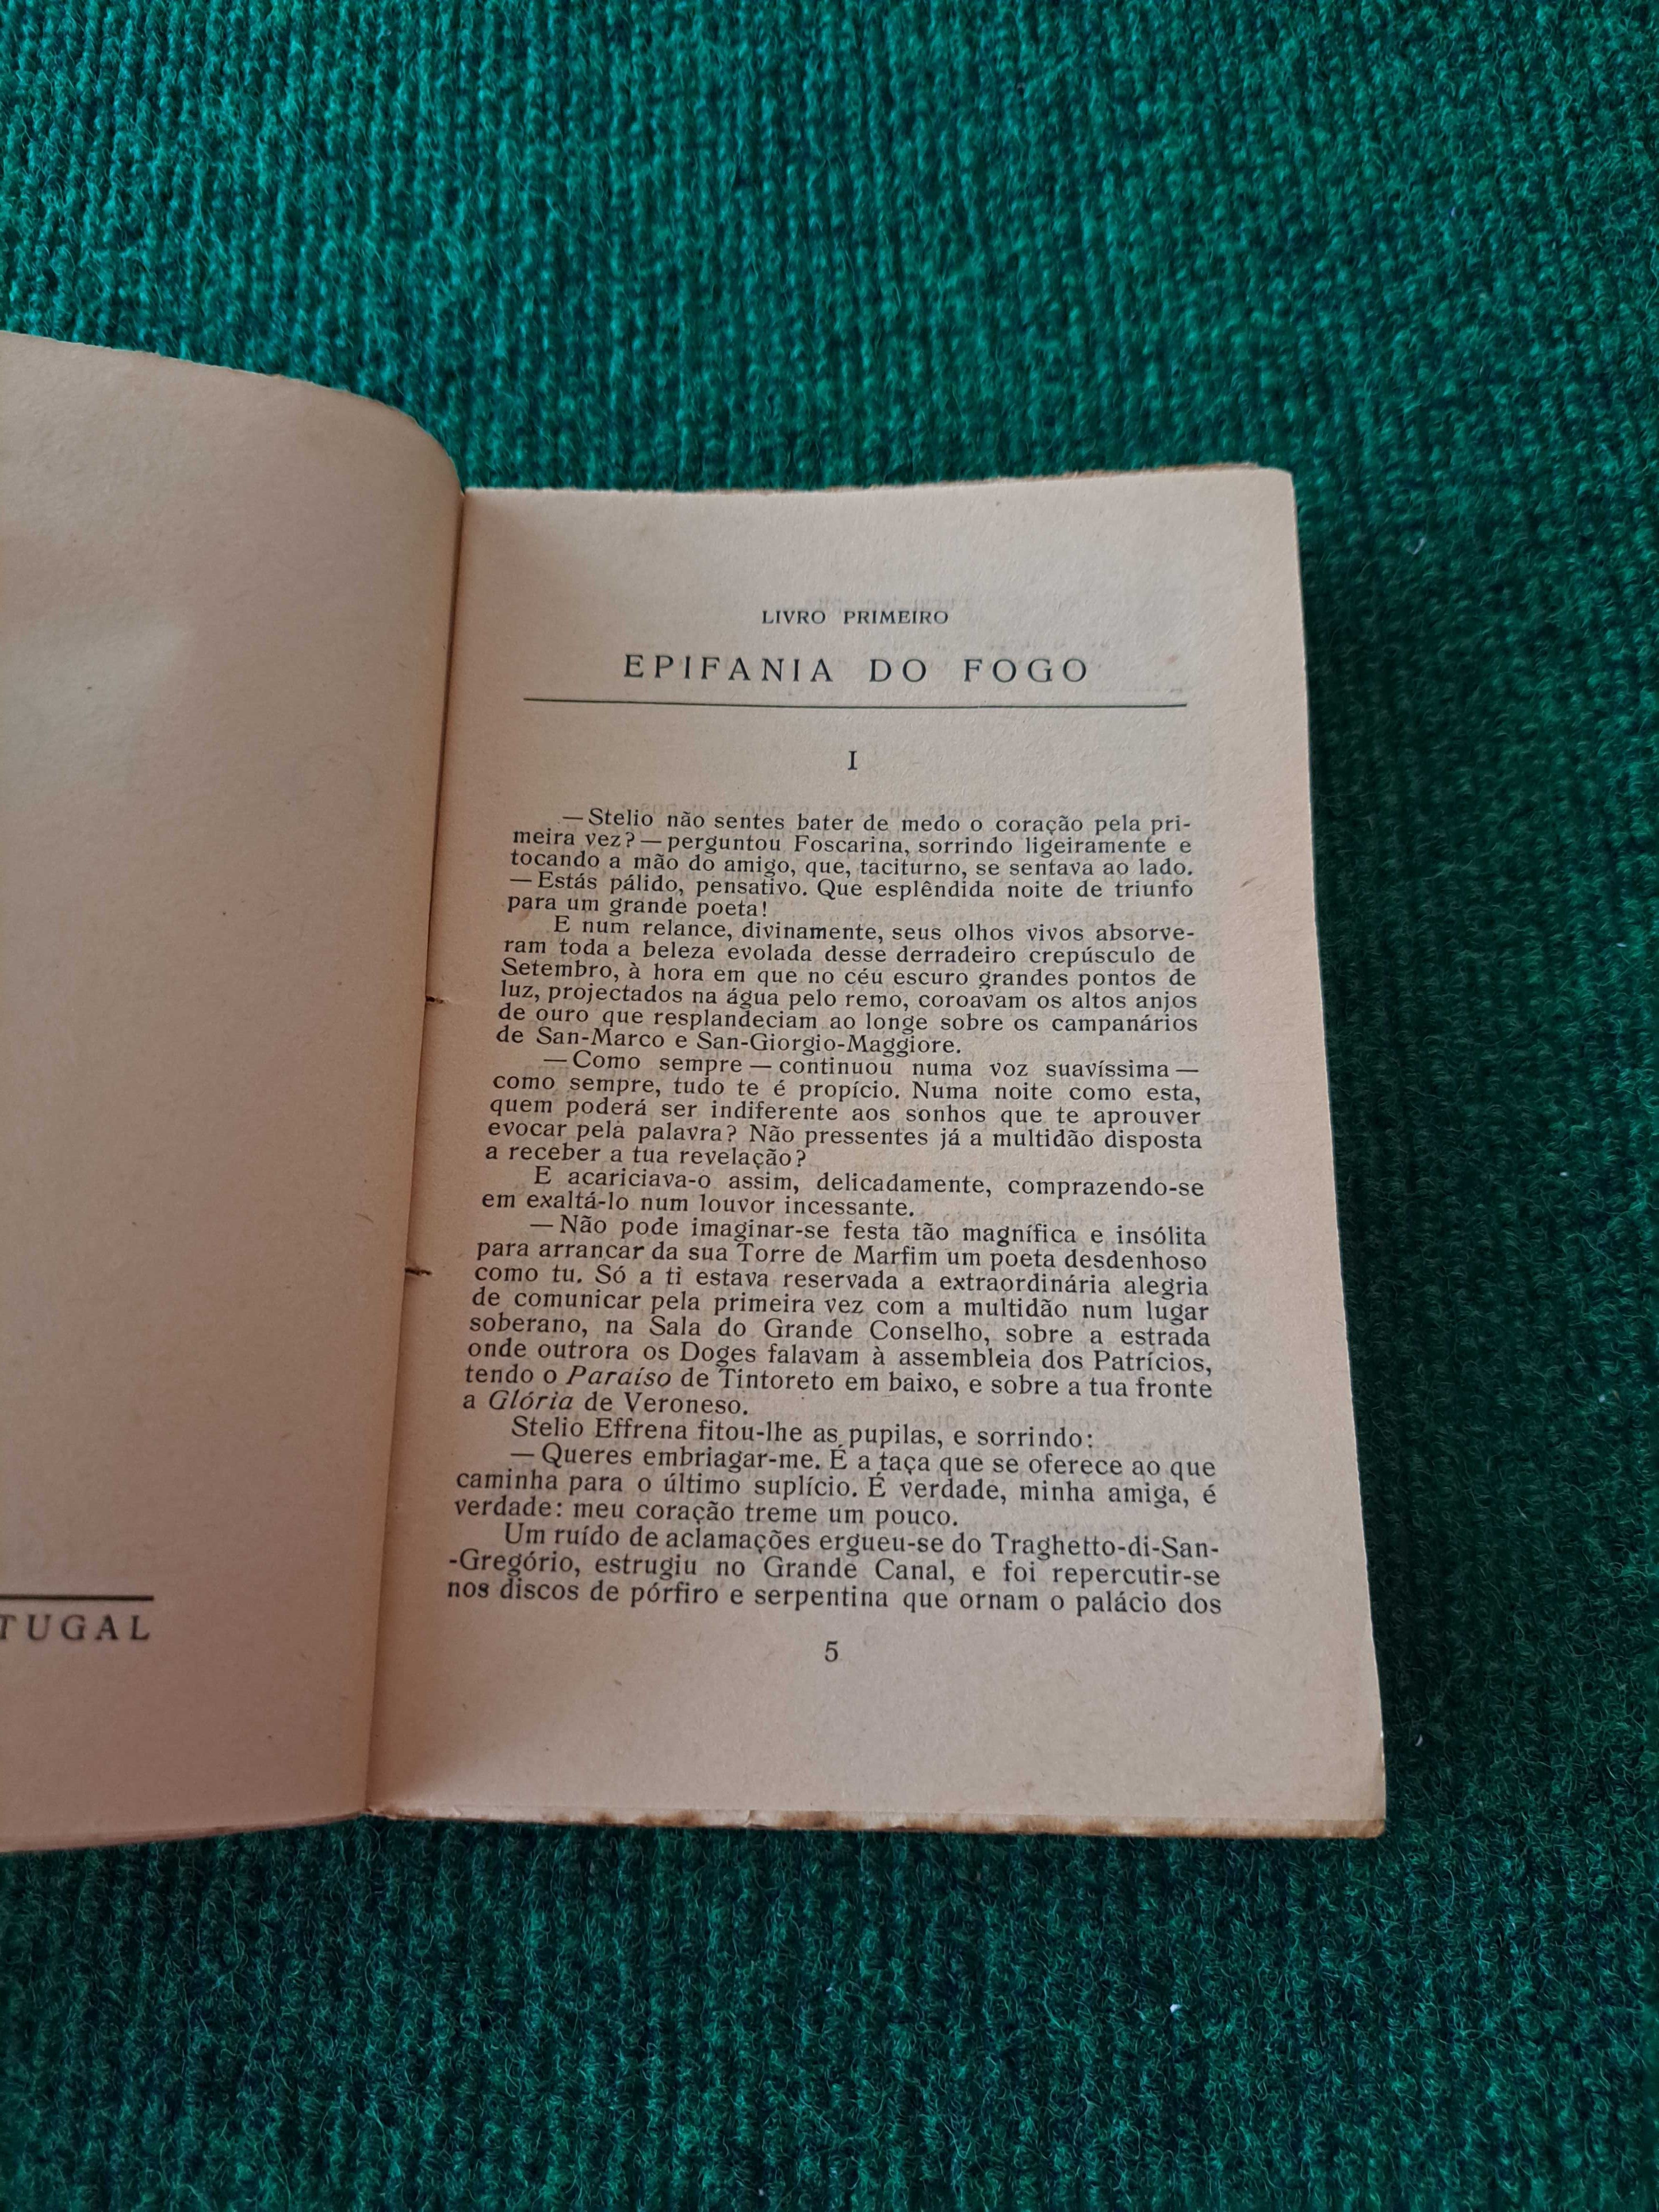 TUGAL
LIVRO PRIMEIRO
EPIFANIA DO FOGO
I
—Stelio não sentes bater de medo o coração pela pri-
meira vez?—perguntou Foscarina, sorrindo ligeiramente e
tocando a mão do amigo, que, taciturno, se sentava ao lado.
—Estás pálido, pensativo. Que esplêndida noite de triunfo
para um grande poeta!
E num relance, divinamente, seus olhos vivos absorve-
ram toda a beleza evolada desse derradeiro crepúsculo de
Setembro, à hora em que no céu escuro grandes pontos de
luz, projectados na água pelo remo, coroavam os altos anjos
de ouro que resplandeciam ao longe sobre os campanários
de San-Marco e San-Giorgio-Maggiore.
—Como sempre—continuou numa voz suavíssima—
como sempre, tudo te é propício. Numa noite como esta,
quem poderá ser indiferente aos sonhos que te aprouver
evocar pela palavra? Não pressentes já a multidão disposta
a receber a tua revelação?
E acariciava-o assim, delicadamente, comprazendo-se
em exaltá-lo num louvor incessante.
—Não pode imaginar-se festa tão magnífica e insólita
para arrancar da sua Torre de Marfim um poeta desdenhoso
como tu. Só a ti estava reservada a extraordinária alegria
de comunicar pela primeira vez com a multidão num lugar
soberano, na Sala do Grande Conselho, sobre a estrada
onde outrora os Doges falavam à assembleia dos Patrícios,
tendo o Paraíso de Tintoreto em baixo, e sobre a tua fronte
a Glória de Veroneso.
Stelio Effrena fitou-lhe as pupilas, e sorrindo:
—Queres embriagar-me. É a taça que se oferece ao que
caminha para o último suplício. É verdade, minha amiga, é
verdade: meu coração treme um pouco.
Um ruído de aclamações ergueu-se do Traghetto-di-San-
-Gregório, estrugiu no Grande Canal, e foi repercutir-se
nos discos de pórfiro e serpentina que ornam o palácio dos
5